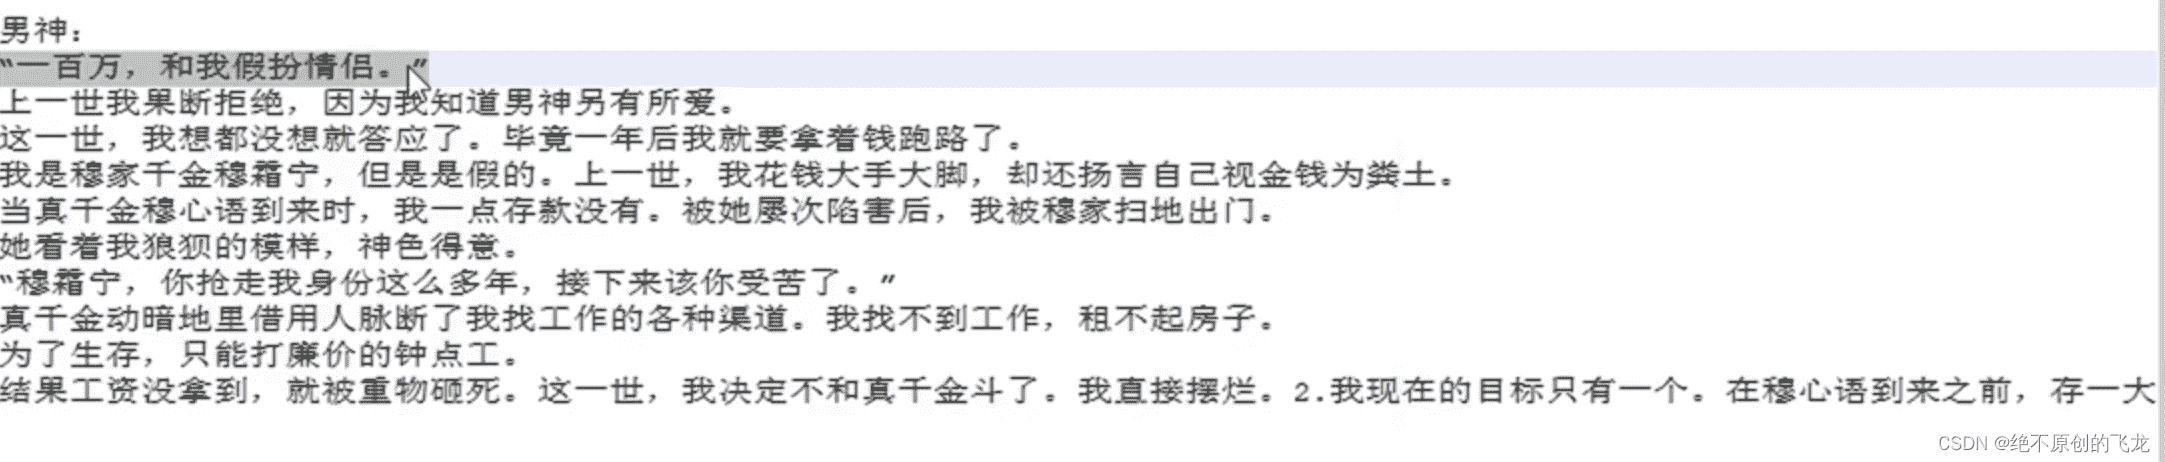 男神：
“一百万，和我假扮情侣。”
上一世我果断拒绝，因为我知道男神另有所爱。
这一世，我想都没想就答应了。毕竟一年后我就要拿着钱跑路了。
我是穆家千金穆霜宁，但是是假的。上一世，我花钱大手大脚，却还扬言自己视金钱为粪土。
当真千金穆心语到来时，我一点存款没有。被她屡次陷害后，我被穆家扫地出门。
她看着我狼狈的模样，神色得意。
“穆霜宁，你抢走我身份这么多年，接下来该你受苦了。”
真千金动暗地里借用人脉断了我找工作的各种渠道。我找不到工作，租不起房子。
为了生存，只能打廉价的钟点工。
结果工资没拿到，就被重物砸死。这一世，我决定不和真千金斗了。我直接摆烂。2.我现在的目标只有一个。在穆心语到来之前，存一大
CSDN @绝不原创的飞龙